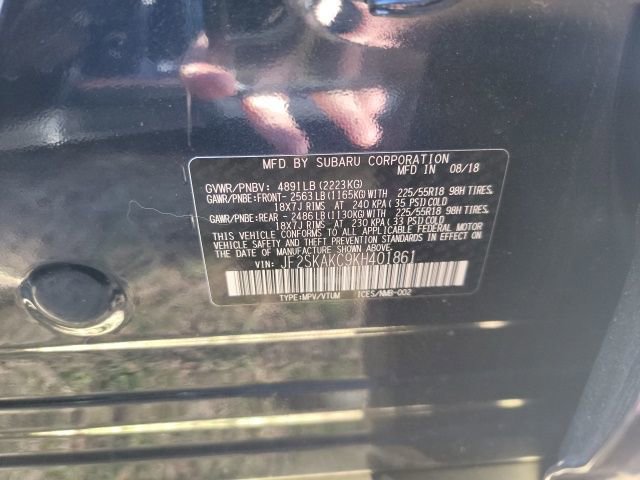 MFD BY SUBARU CORPORATION
MFD IN 08/18
GVWR/PNBV: 4891LB (2223KG)
GAWR/PNBE:FRONT- 2563LB (1165KG)WITH 225/55R18 98H TIRES,
18X7J RIMS AT 240 KPA( 35 PSI)COLD
GAWR/PNBE:REAR - 2486LB (1130KG)WITH 225/55R18 98H TIRES,
18X7J RIMS AT 230 KPA( 33 PSI)COLD
THIS VEHICLE CONFORMS TO ALL APPLICABLE FEDERAL MOTOR
VEHICLE SAFETY AND THEFT PREVENTION STANDARDS IN EFFECT ON
THE DATE OF MANUFACTURE SHOWN ABOVE.
VIN: JF2SKAKC9KH401861
TYPE:MPV/VTUM ICES/NMB-002